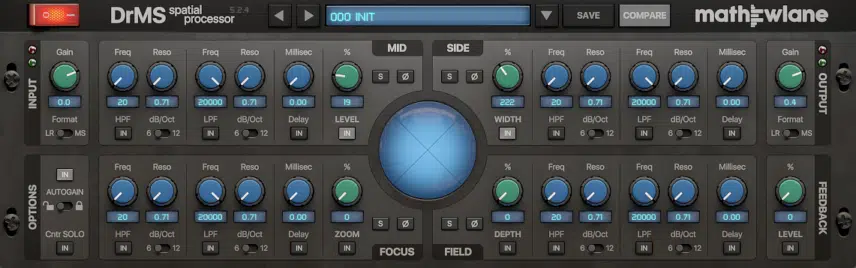 DrMS spatial processor 5.2.4
000 INIT
SAVE COMPARE mathewlane
INPUT
Gain
0.0
Format
LR MS
Freq Reso Freq Reso Millisec % MID
S Ø
20 0.71 20000 0.71 0.00 19
HPF dB/Oct LPF dB/Oct Delay LEVEL
IN 6 12 IN 6 12 IN IN
SIDE % Freq Reso Freq Reso Millisec
S Ø
222 20 0.71 20000 0.71 0.00
WIDTH HPF dB/Oct LPF dB/Oct Delay
IN IN 6 12 IN 6 12 IN
Gain
0.4
Format
LR MS
OUTPUT
OPTIONS
IN
AUTOGAIN
Cntr SOLO
IN
Freq Reso Freq Reso Millisec %
20 0.71 20000 0.71 0.00 0
HPF dB/Oct LPF dB/Oct Delay ZOOM
S Ø
IN 6 12 IN 6 12 IN IN
FOCUS
% Freq Reso Freq Reso Millisec
0 20 0.71 20000 0.71 0.00
S Ø
DEPTH HPF dB/Oct LPF dB/Oct Delay
IN IN 6 12 IN 6 12 IN
FIELD
%
0
LEVEL
IN
FEEDBACK